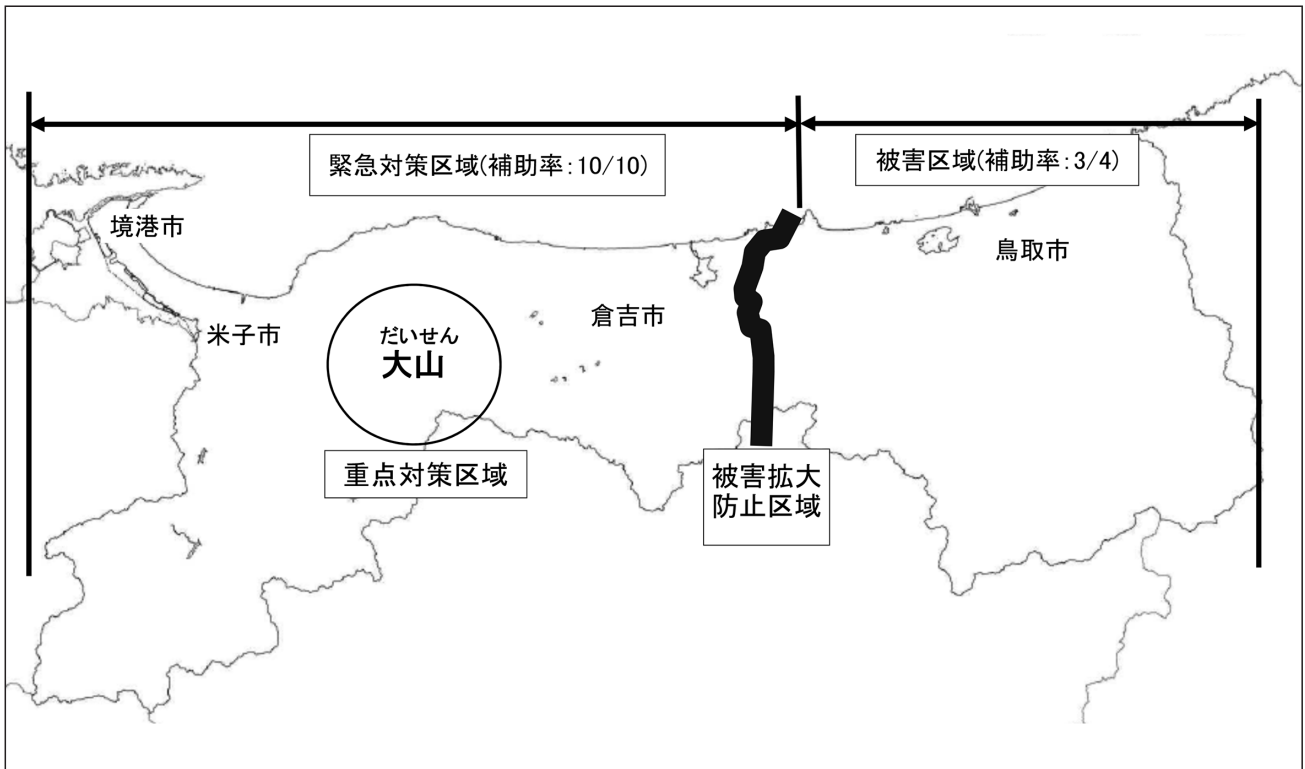 緊急対策区域(補助率:10/10)
被害区域(補助率:3/4)
境港市
鳥取市
倉吉市
米子市
だいせん
大山
重点対策区域
被害拡大
防止区域